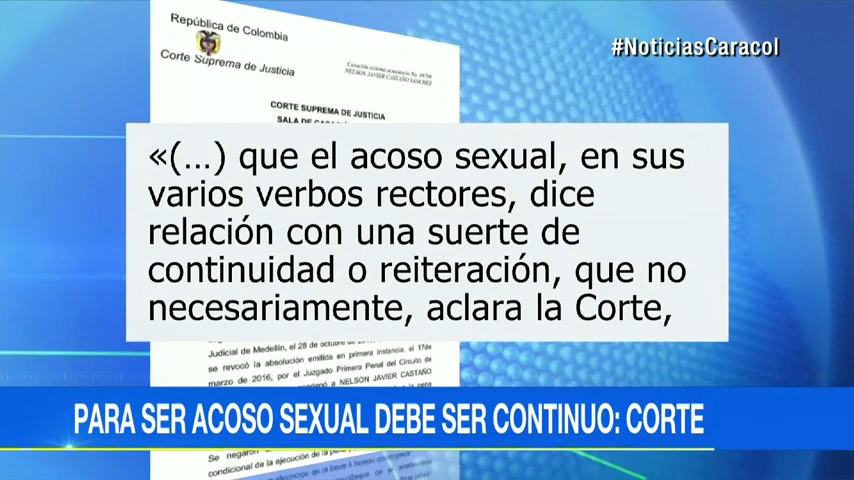 República de Colombia
#NoticiasCaracol
Corte Suprema de Justicia
NELSON JAVIER CASTAÑO SÁNCHEZ
CORTE SUPREMA DE JUSTICIA
SALA DE
«(...) que el acoso sexual, en sus
varios verbos rectores, dice
relación con una suerte de
continuidad o reiteración, que no
necesariamente, aclara la Corte,
Judicial de Medellín, el 28 de octubre
se revocó la absolución emitida en primera instancia, el 17de
marzo de 2016, por el Juzgado Primero Penal del Circuito de
NELSON JAVIER CASTAÑO
PARA SER ACOSO SEXUAL DEBE SER CONTINUO: CORTE
Se negaron
condicional de la ejecución de la